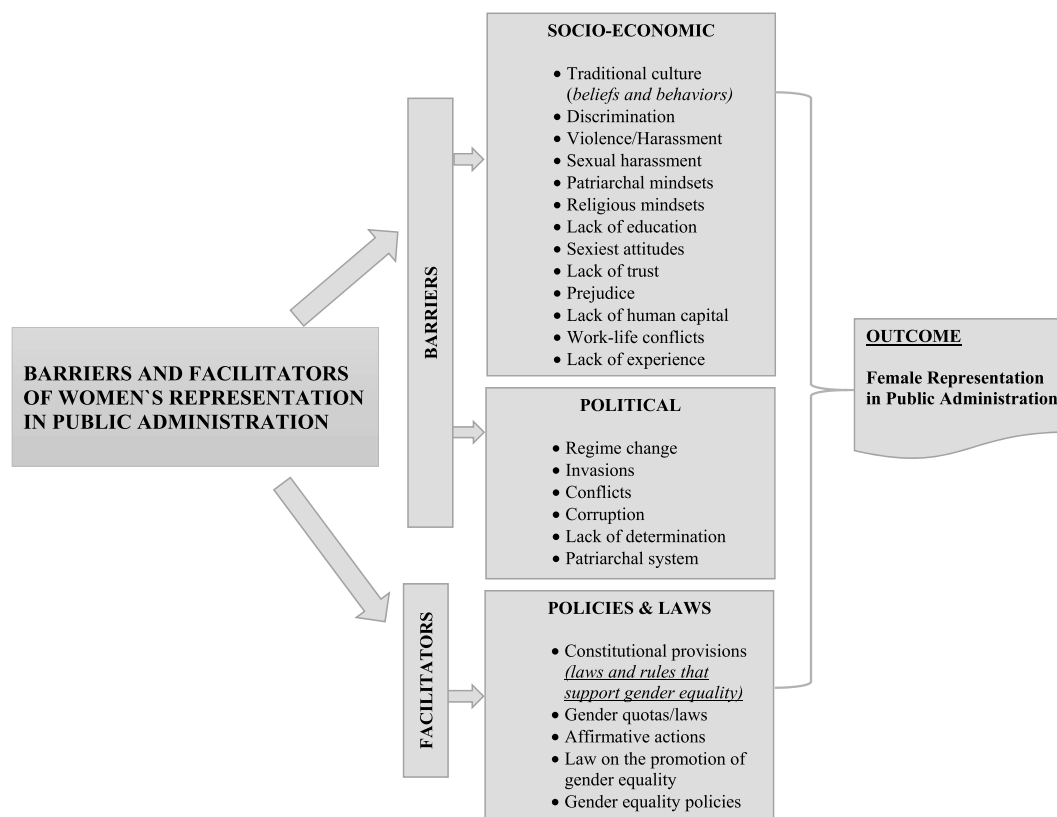 BARRIERS AND FACILITATORS
OF WOMEN`S REPRESENTATION
IN PUBLIC ADMINISTRATION
BARRIERS
SOCIO-ECONOMIC
• Traditional culture
(beliefs and behaviors)
• Discrimination
• Violence/Harassment
• Sexual harassment
• Patriarchal mindsets
• Religious mindsets
• Lack of education
• Sexiest attitudes
• Lack of trust
• Prejudice
• Lack of human capital
• Work-life conflicts
• Lack of experience
POLITICAL
• Regime change
• Invasions
• Conflicts
• Corruption
• Lack of determination
• Patriarchal system
FACILITATORS
POLICIES & LAWS
• Constitutional provisions
(laws and rules that
support gender equality)
• Gender quotas/laws
• Affirmative actions
• Law on the promotion of
gender equality
• Gender equality policies
OUTCOME
Female Representation
in Public Administration